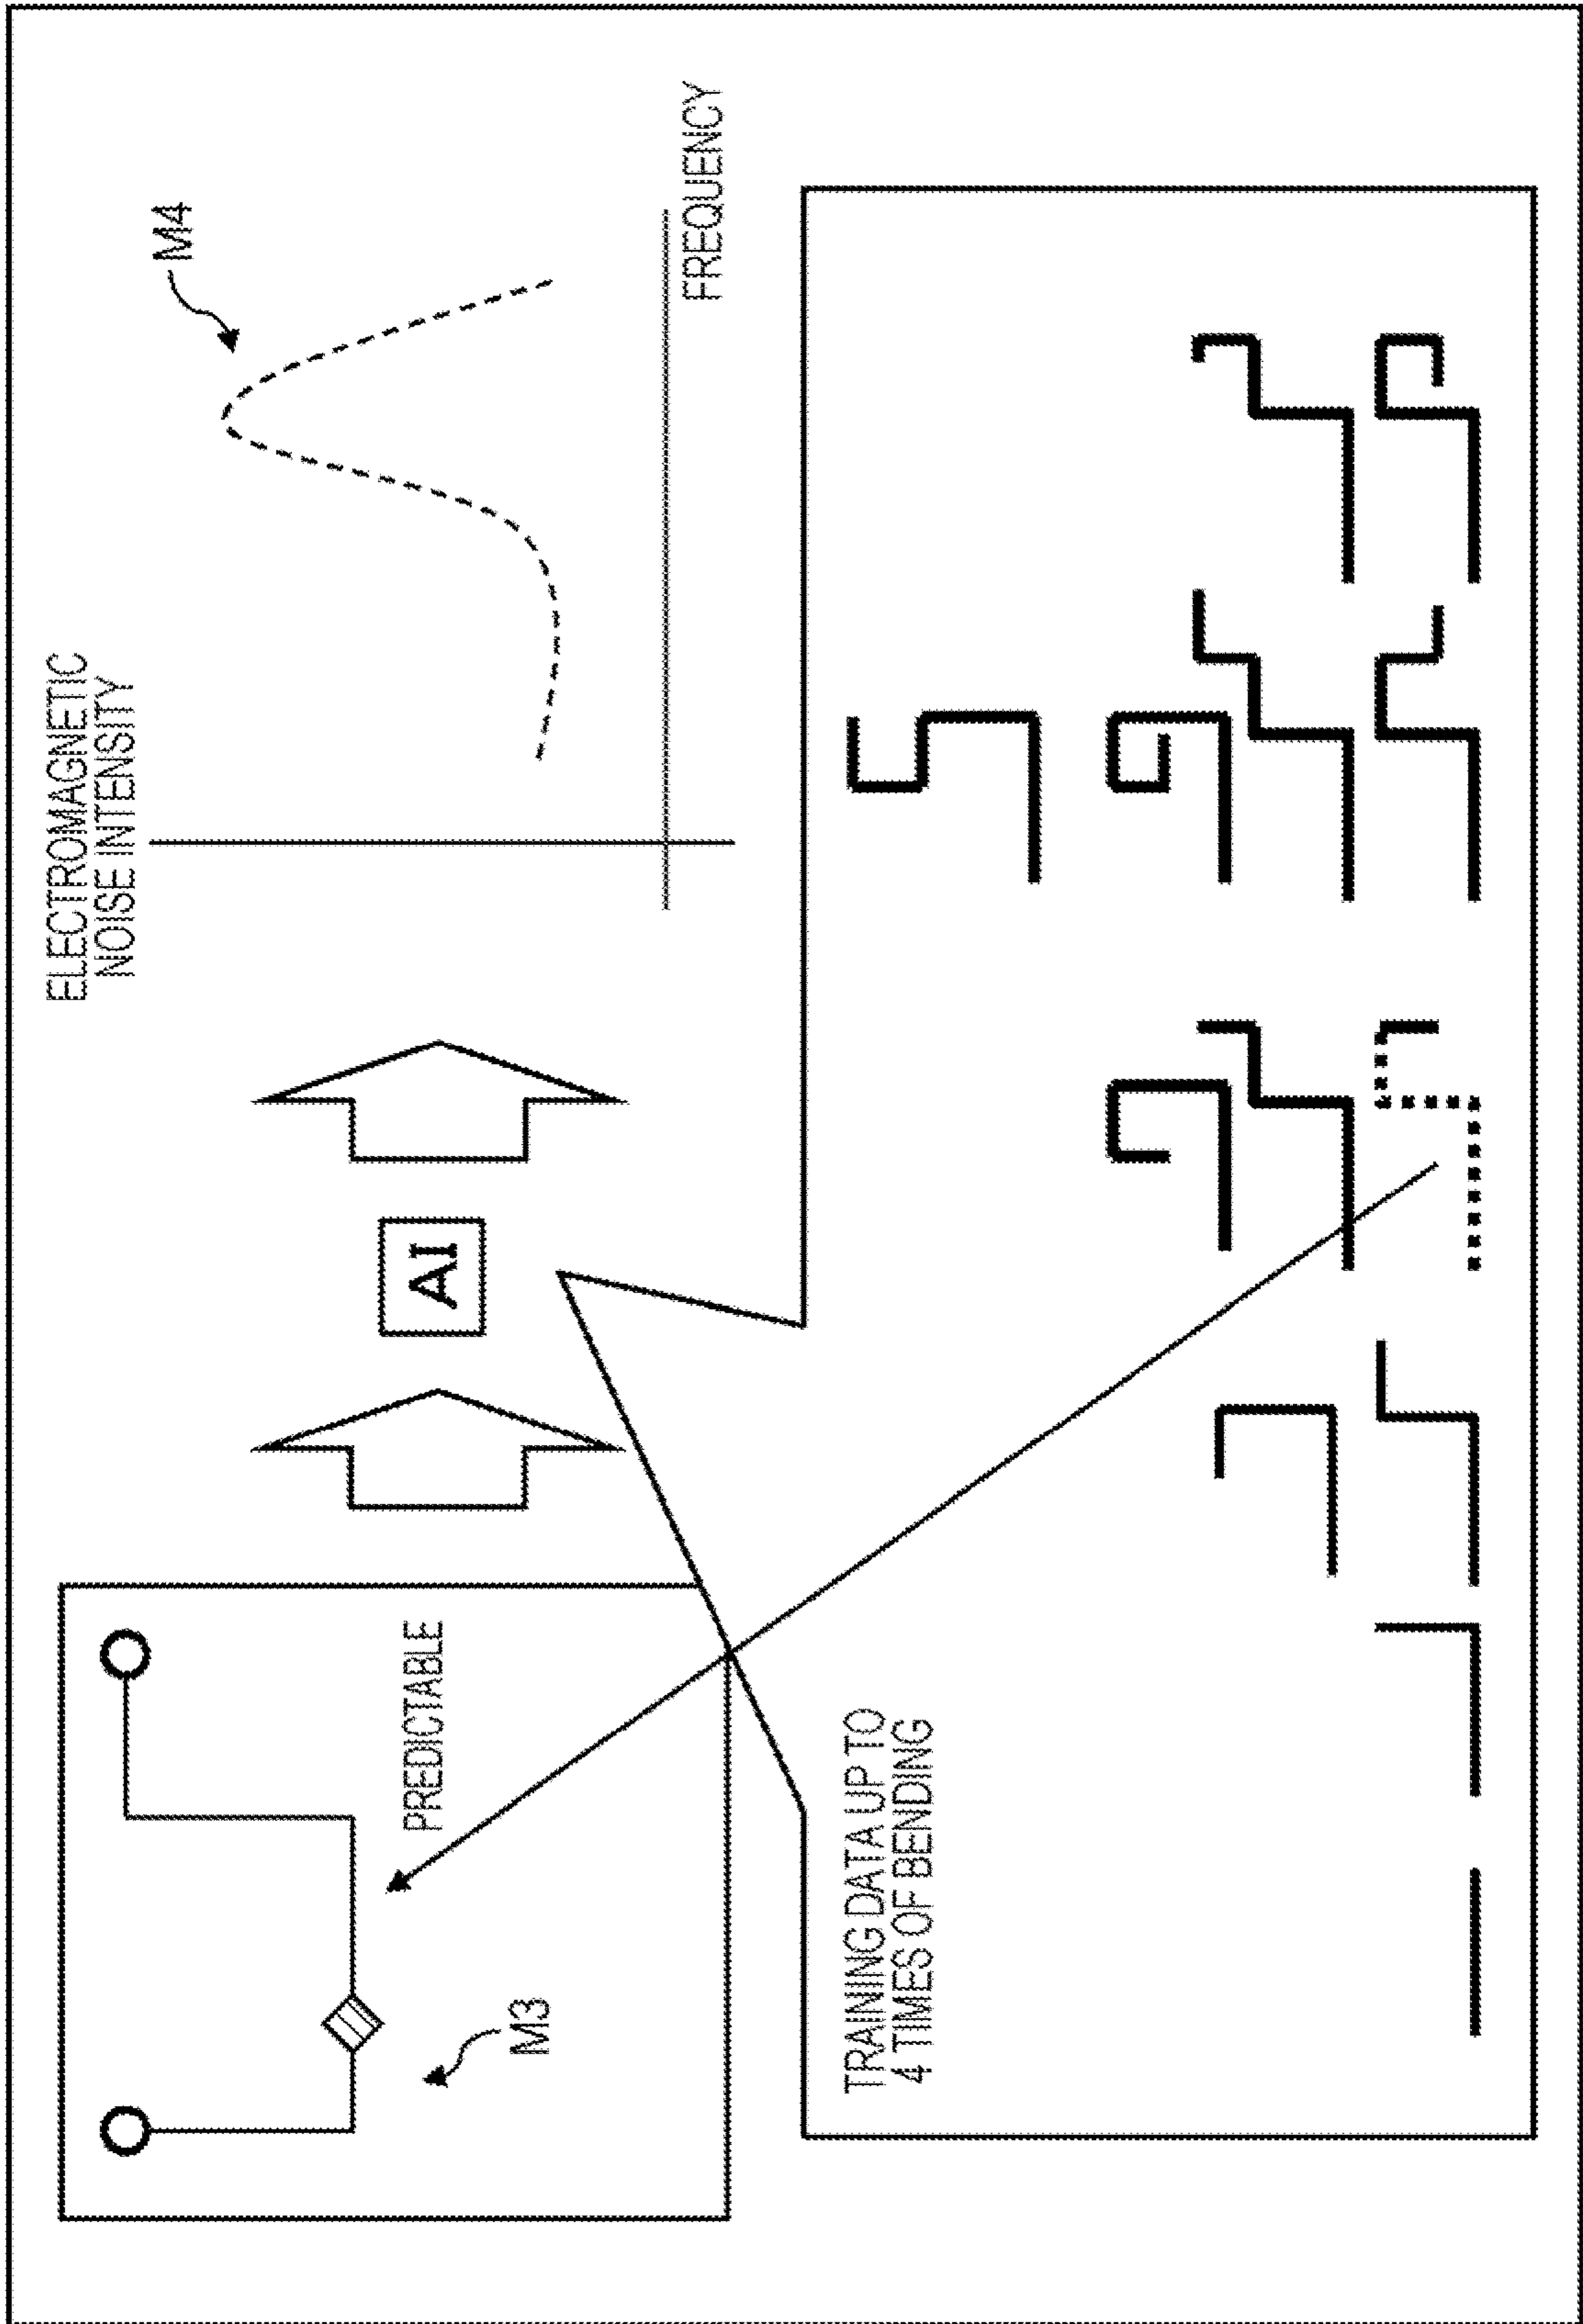 M3
PREDICTABLE
AI
ELECTROMAGNETIC
NOISE INTENSITY
M4
FREQUENCY
TRAINING DATA UP TO
4 TIMES OF BENDING